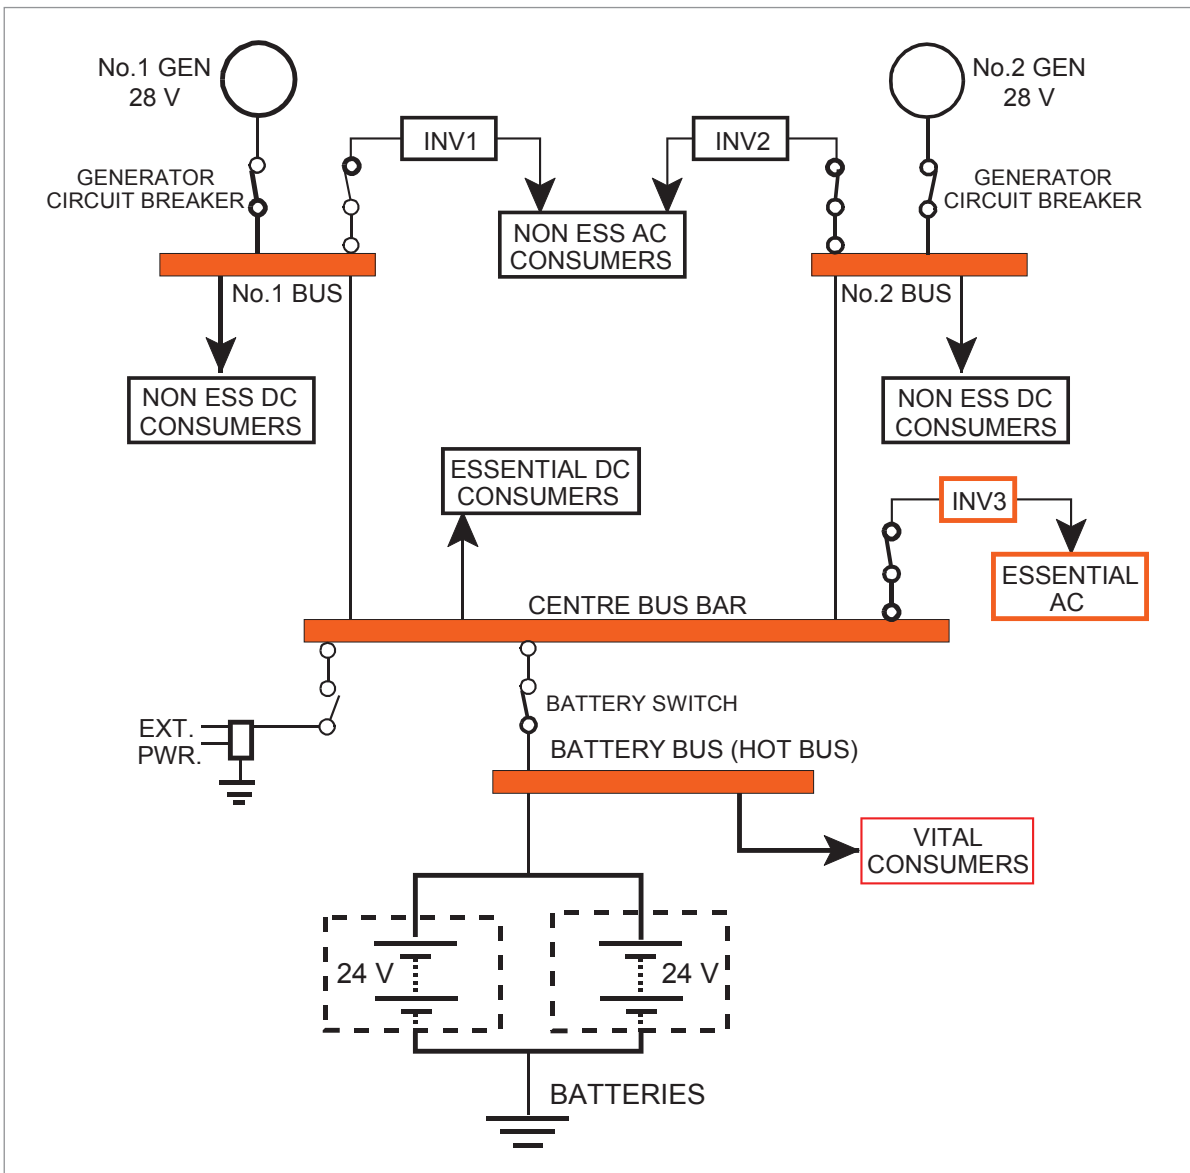 No.1 GEN
28 V
No.2 GEN
28 V
INV1
INV2
GENERATOR
CIRCUIT BREAKER
GENERATOR
CIRCUIT BREAKER
NON ESS AC
CONSUMERS
No.1 BUS
No.2 BUS
NON ESS DC
CONSUMERS
NON ESS DC
CONSUMERS
ESSENTIAL DC
CONSUMERS
INV3
ESSENTIAL
AC
CENTRE BUS BAR
BATTERY SWITCH
EXT.
PWR.
BATTERY BUS (HOT BUS)
VITAL
CONSUMERS
24 V
24 V
BATTERIES